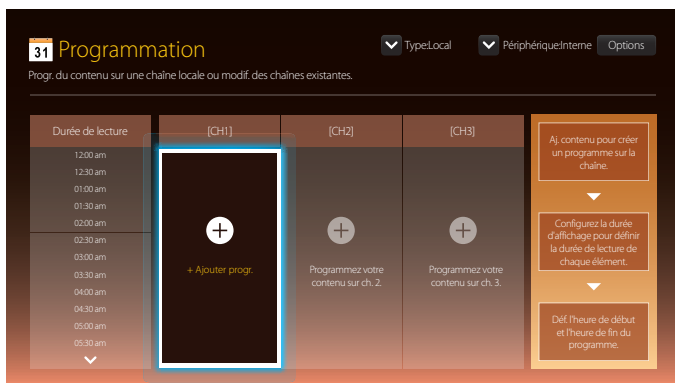 31 Programmation
Type:Local
Périphérique:Interne
Options
Progr. du contenu sur une chaîne locale ou modif. des chaînes existantes.
Durée de lecture
[CH1]
[CH2]
[CH3]
12:00 am
12:30 am
01:00 am
01:30 am
02:00 am
02:30 am
03:00 am
03:30 am
04:00 am
04:30 am
05:00 am
05:30 am
+ Ajouter progr.
Programmez votre
contenu sur ch. 2.
Programmez votre
contenu sur ch. 3.
Aj. contenu pour créer
un programme sur la
chaîne.
Configurez la durée
d'affichage pour définir
la durée de lecture de
chaque élément.
Déf. l'heure de début
et l'heure de fin du
programme.